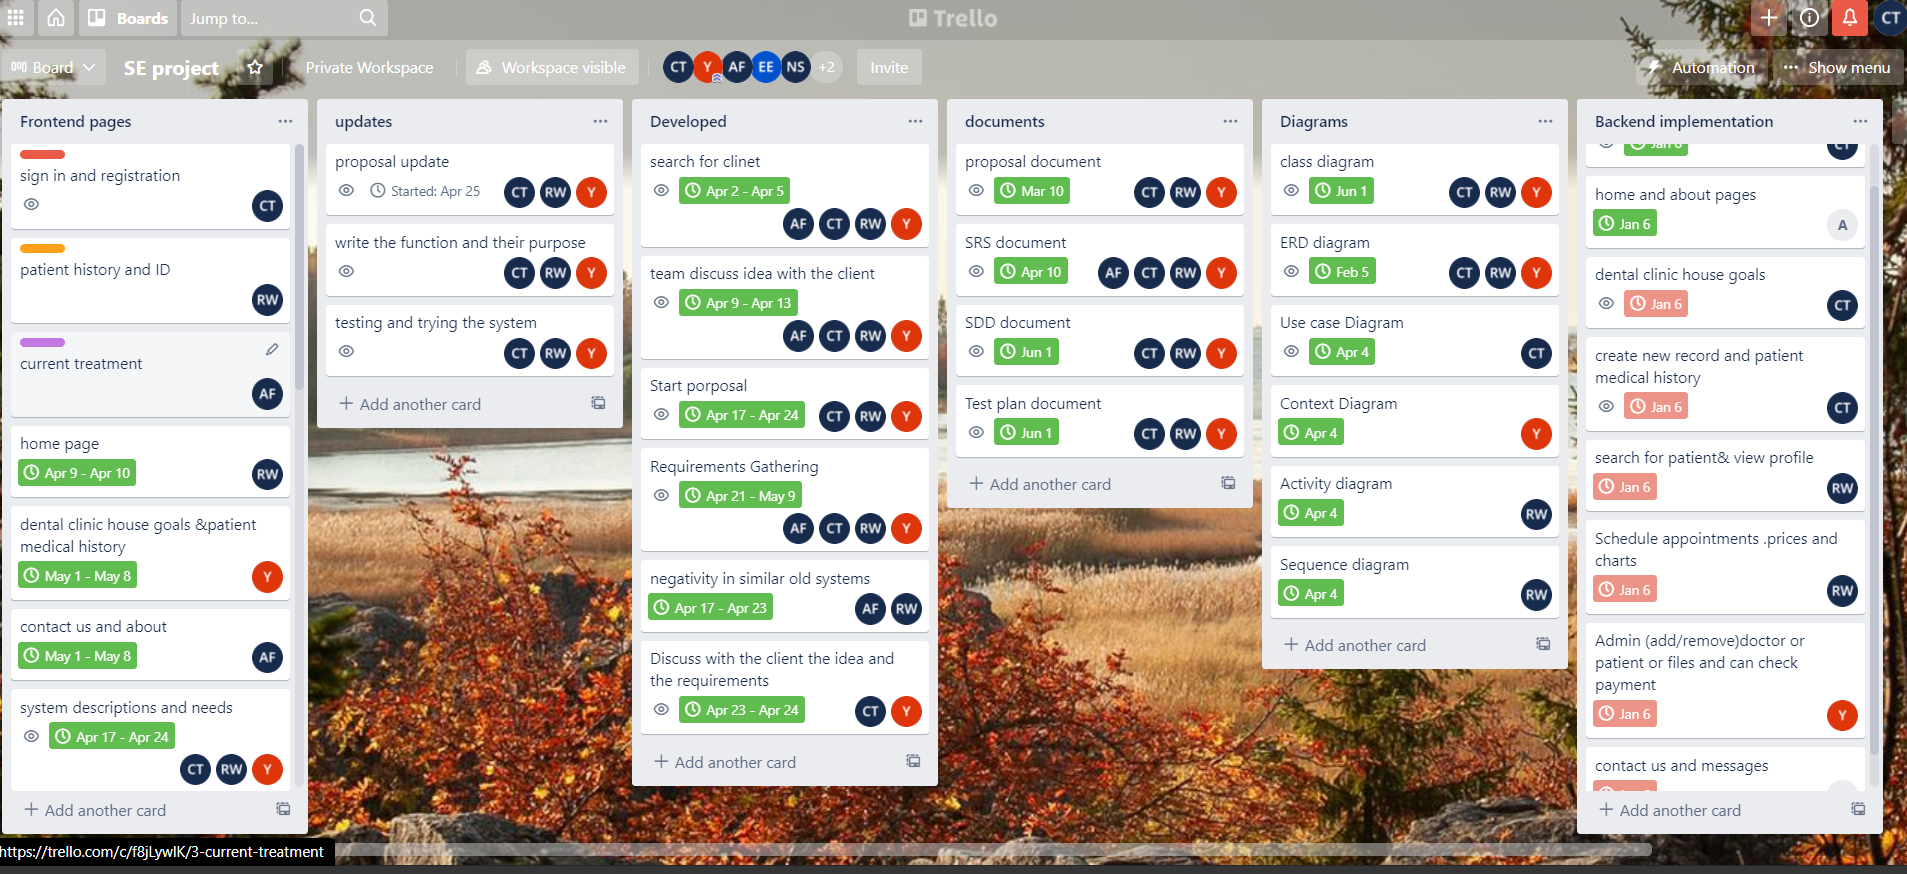 Boards
Jump to...
Trello
CT
Board
SE project
Private Workspace
Workspace visible
CT Y AF EE NS +2
Invite
Automation
Show menu
Frontend pages
sign in and registration
CT
patient history and ID
RW
current treatment
AF
home page
Apr 9 - Apr 10
RW
dental clinic house goals &patient
medical history
May 1 - May 8
Y
contact us and about
May 1 - May 8
AF
system descriptions and needs
Apr 17 - Apr 24
CT RW Y
Add another card
updates
proposal update
Started: Apr 25
CT RW Y
write the function and their purpose
CT RW Y
testing and trying the system
CT RW Y
Add another card
Developed
search for clinet
Apr 2 - Apr 5
AF CT RW Y
team discuss idea with the client
Apr 9 - Apr 13
AF CT RW Y
Start porposal
Apr 17 - Apr 24
CT RW Y
Requirements Gathering
Apr 21 - May 9
AF CT RW Y
negativity in similar old systems
Apr 17 - Apr 23
AF RW
Discuss with the client the idea and
the requirements
Apr 23 - Apr 24
CT Y
Add another card
documents
proposal document
Mar 10
CT RW Y
SRS document
Apr 10
AF CT RW Y
SDD document
Jun 1
CT RW Y
Test plan document
Jun 1
CT RW Y
Add another card
Diagrams
class diagram
Jun 1
CT RW Y
ERD diagram
Feb 5
CT RW Y
Use case Diagram
Apr 4
CT
Context Diagram
Apr 4
Y
Activity diagram
Apr 4
RW
Sequence diagram
Apr 4
RW
Add another card
Backend implementation
Jan 6
CT
home and about pages
Jan 6
A
dental clinic house goals
Jan 6
CT
create new record and patient
medical history
Jan 6
CT
search for patient& view profile
Jan 6
RW
Schedule appointments .prices and
charts
Jan 6
RW
Admin (add/remove)doctor or
patient or files and can check
payment
Jan 6
Y
contact us and messages
Add another card
https://trello.com/c/f8jLywlK/3-current-treatment